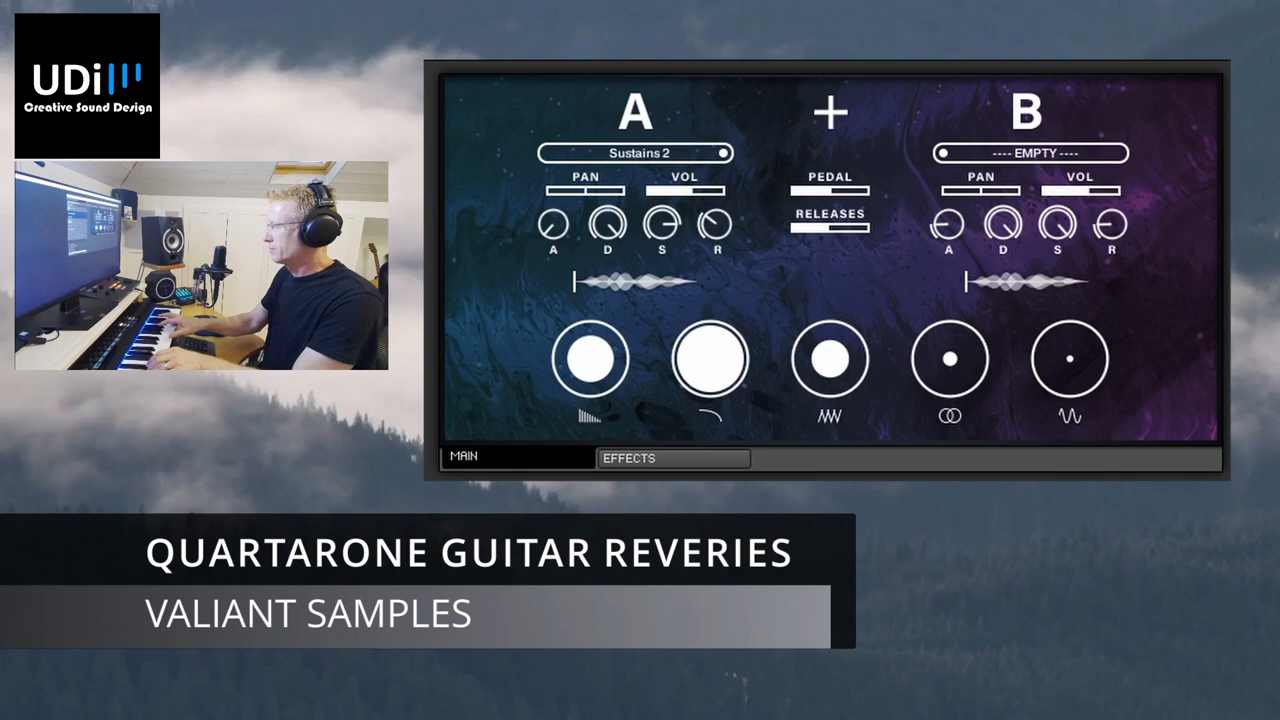 UDi
Creative Sound Design
A + B
Sustains 2
---- EMPTY ----
PAN VOL PEDAL PAN VOL
RELEASES
A D S R A D S R
MAIN EFFECTS
QUARTARONE GUITAR REVERIES
VALIANT SAMPLES